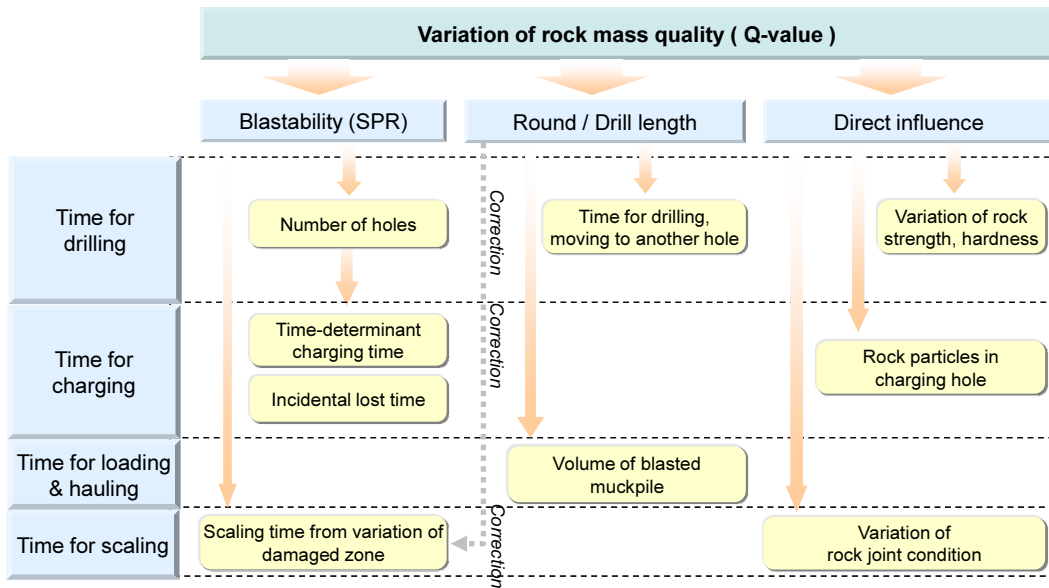 Variation of rock mass quality ( Q-value )
Blastability (SPR)
Round / Drill length
Direct influence
Time for
drilling
Number of holes
Correction
Time for drilling,
moving to another hole
Variation of rock
strength, hardness
Time for
charging
Time-determinant
charging time
Incidental lost time
Correction
Rock particles in
charging hole
Time for loading
& hauling
Volume of blasted
muckpile
Time for scaling
Scaling time from variation of
damaged zone
Correction
Variation of
rock joint condition